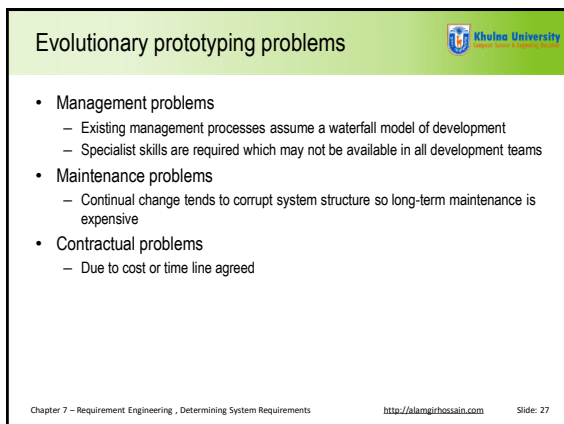 Evolutionary prototyping problems
Khulna University
• Management problems
– Existing management processes assume a waterfall model of development
– Specialist skills are required which may not be available in all development teams
• Maintenance problems
– Continual change tends to corrupt system structure so long-term maintenance is
expensive
• Contractual problems
– Due to cost or time line agreed
Chapter 7 – Requirement Engineering , Determining System Requirements http://alamgirhossain.com Slide: 27